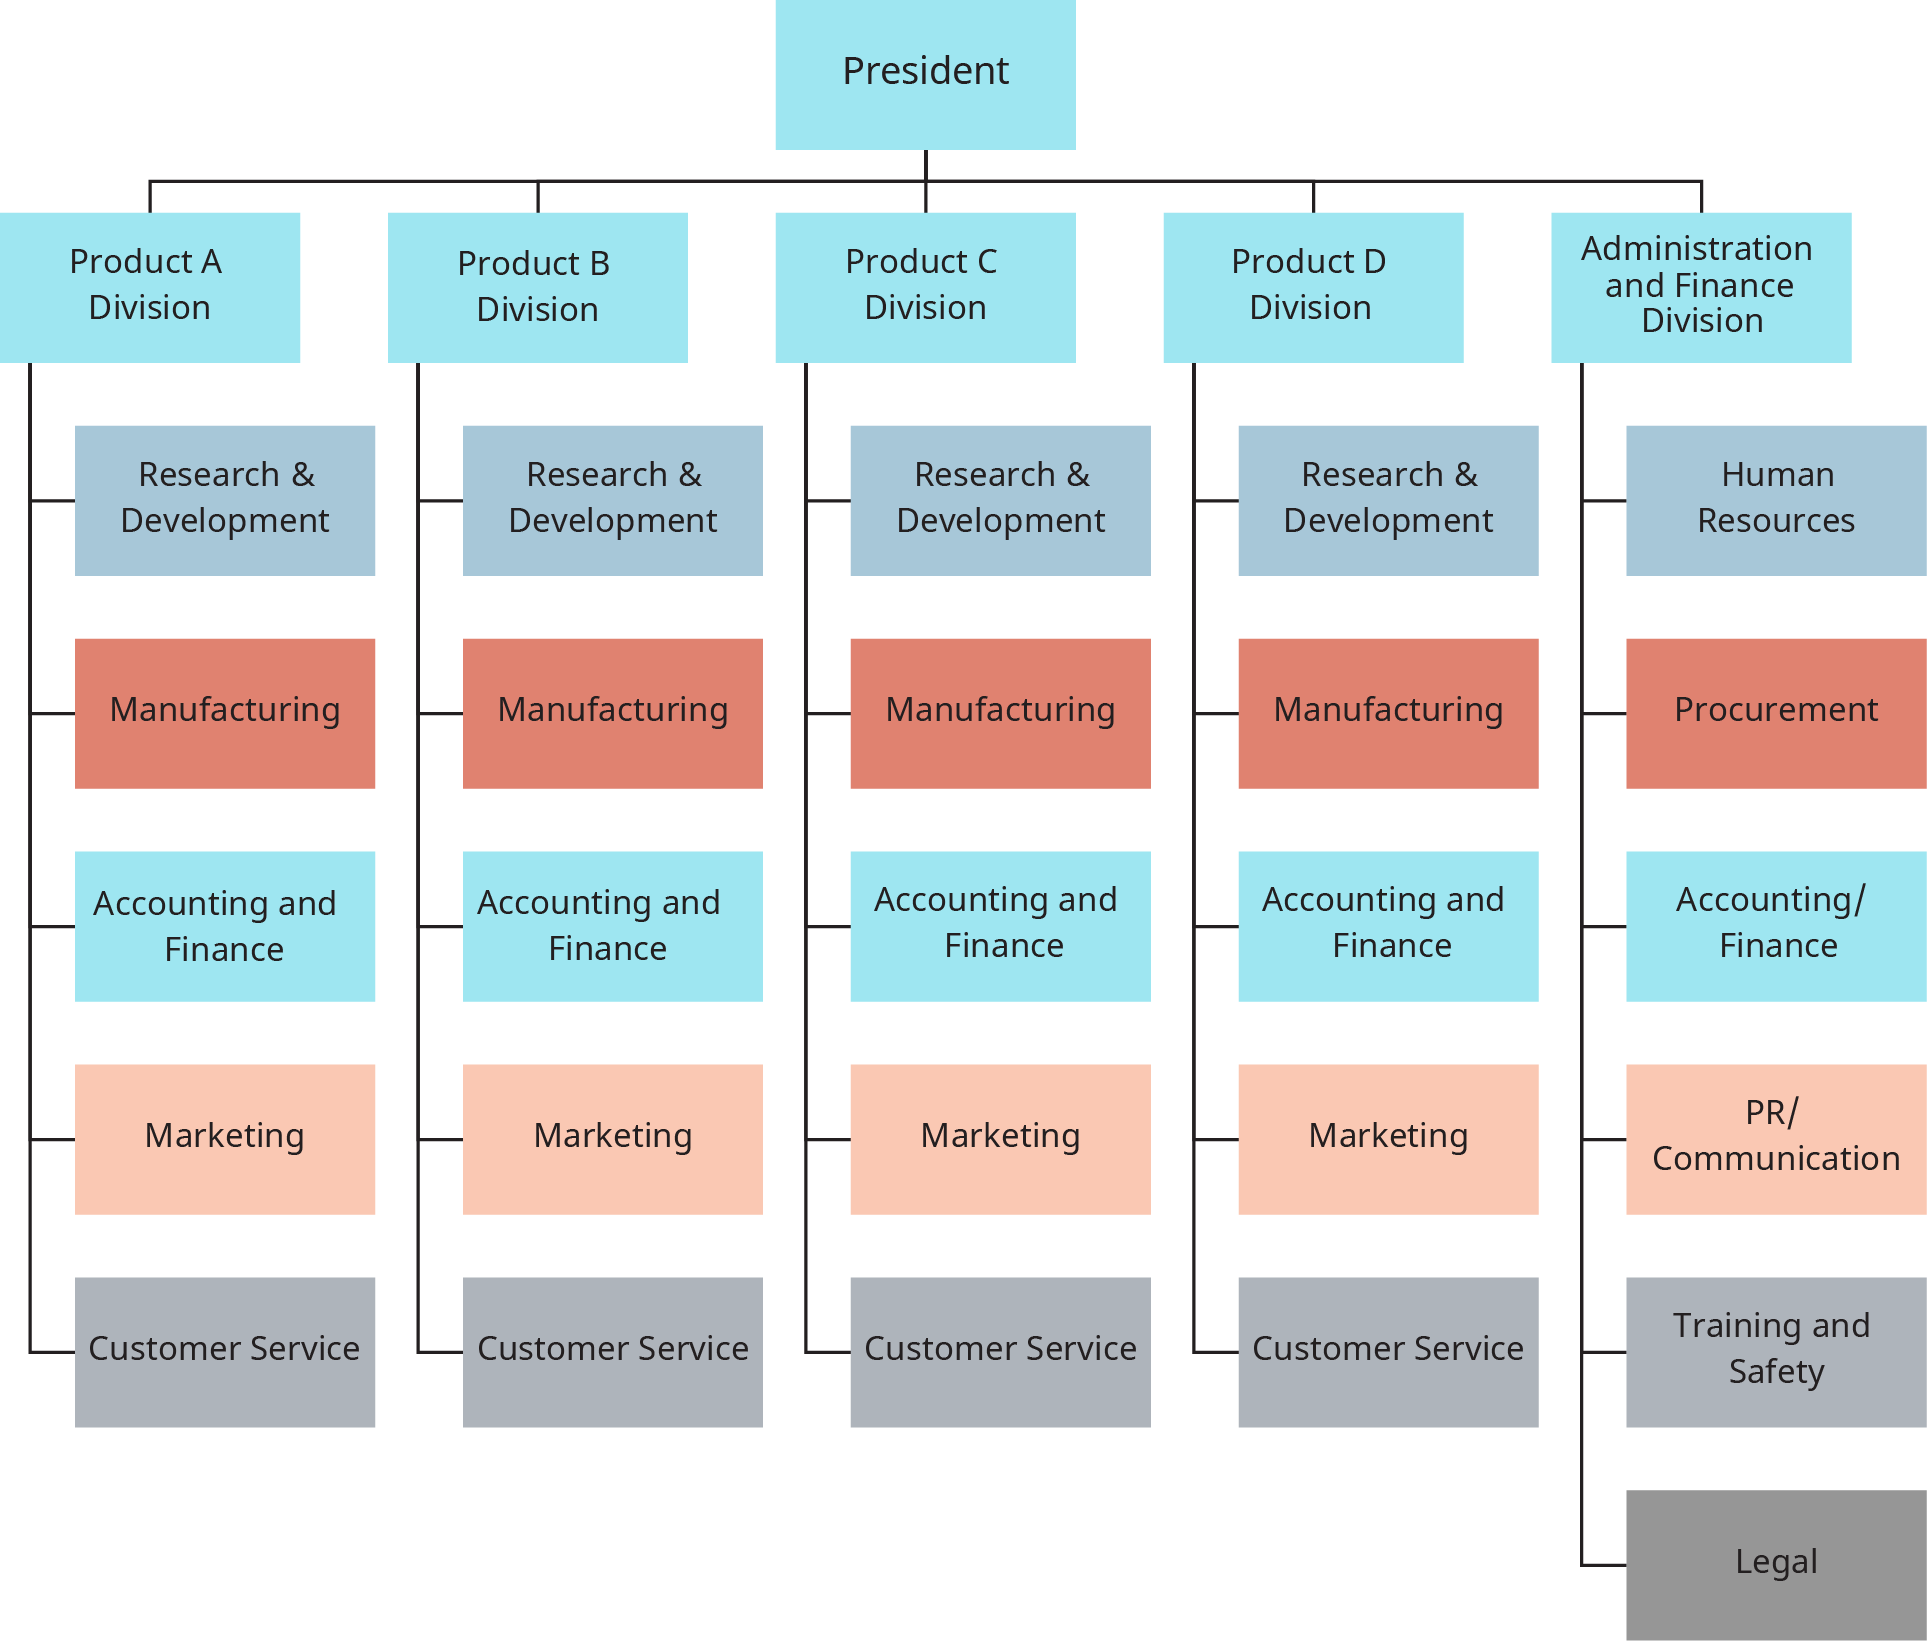 President
Product A
Division
Product B
Division
Product C
Division
Product D
Division
Administration
and Finance
Division
Research &
Development
Research &
Development
Research &
Development
Research &
Development
Human
Resources
Manufacturing
Manufacturing
Manufacturing
Manufacturing
Procurement
Accounting and
Finance
Accounting and
Finance
Accounting and
Finance
Accounting and
Finance
Accounting/
Finance
Marketing
Marketing
Marketing
Marketing
PR/
Communication
Customer Service
Customer Service
Customer Service
Customer Service
Training and
Safety
Legal